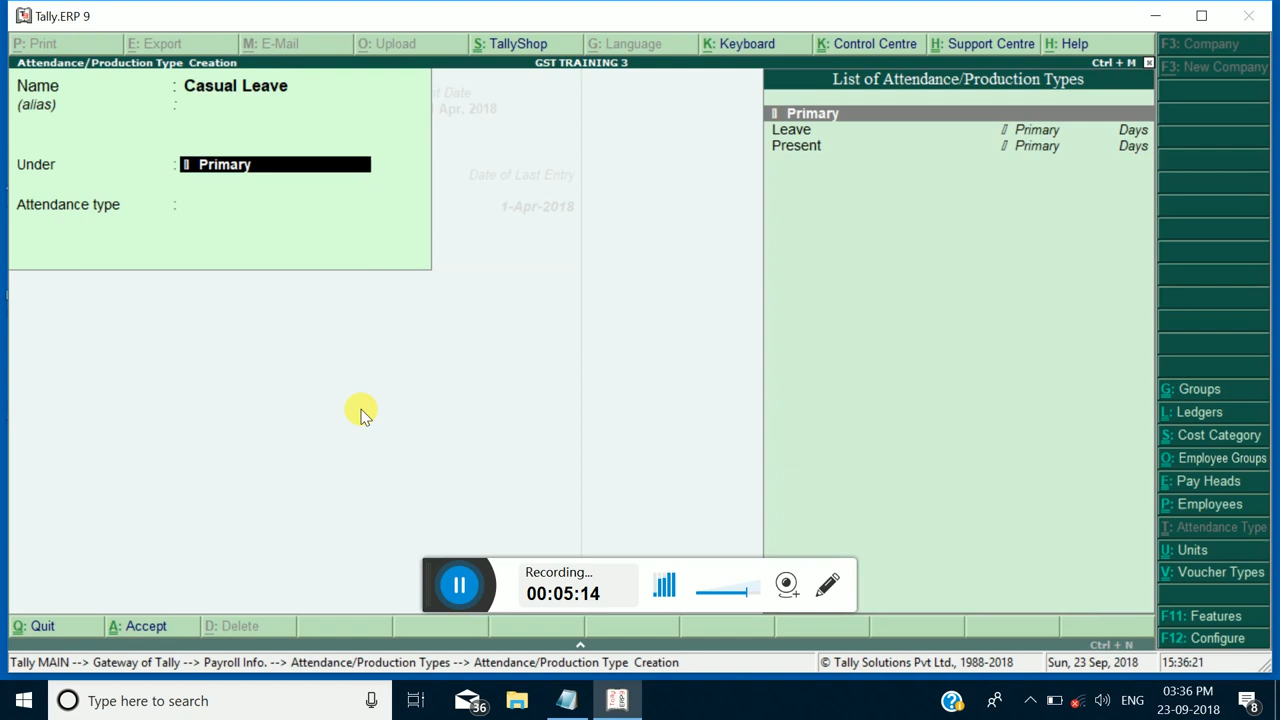 Tally.ERP 9
P: Print
E: Export
M: E-Mail
O: Upload
S: TallyShop
G: Language
K: Keyboard
K: Control Centre
H: Support Centre
H: Help
F3: Company
F3: New Company
Attendance/Production Type Creation
GST TRAINING 3
Ctrl + M
Name : Casual Leave
(alias) :
Under : Primary
Attendance type :
Date
Apr, 2018
Date of Last Entry
1-Apr-2018
List of Attendance/Production Types
Primary
Leave Primary Days
Present Primary Days
G: Groups
L: Ledgers
S: Cost Category
O: Employee Groups
E: Pay Heads
P: Employees
T: Attendance Type
U: Units
V: Voucher Types
F11: Features
F12: Configure
Recording...
00:05:14
Q: Quit
A: Accept
D: Delete
Ctrl + N
Tally MAIN --> Gateway of Tally --> Payroll Info. --> Attendance/Production Types --> Attendance/Production Type Creation
© Tally Solutions Pvt Ltd., 1988-2018
Sun, 23 Sep, 2018
15:36:21
Type here to search
36
ENG
03:36 PM
23-09-2018
8